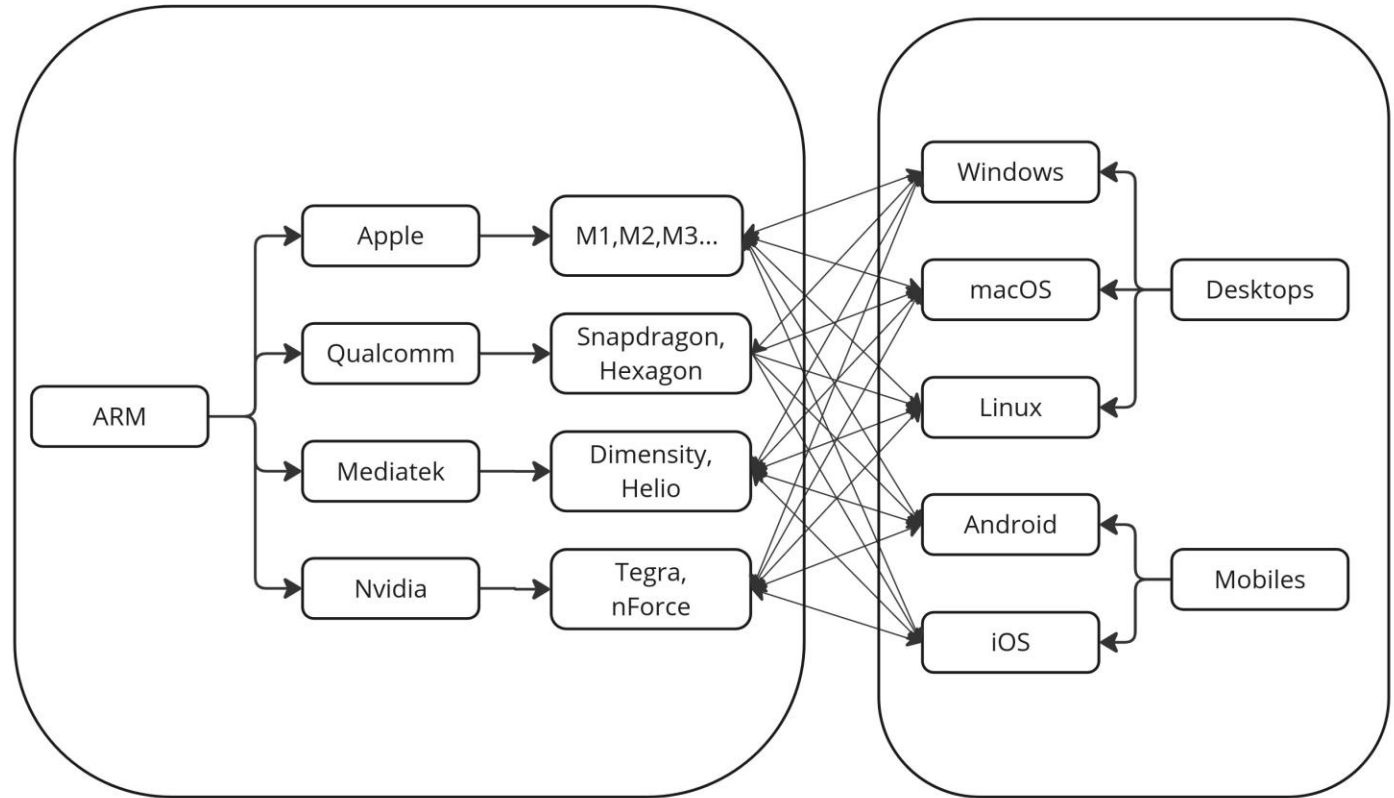 ARM
Apple
Qualcomm
Mediatek
Nvidia
M1,M2,M3...
Snapdragon,
Hexagon
Dimensity,
Helio
Tegra,
nForce
Windows
macOS
Linux
Android
iOS
Desktops
Mobiles